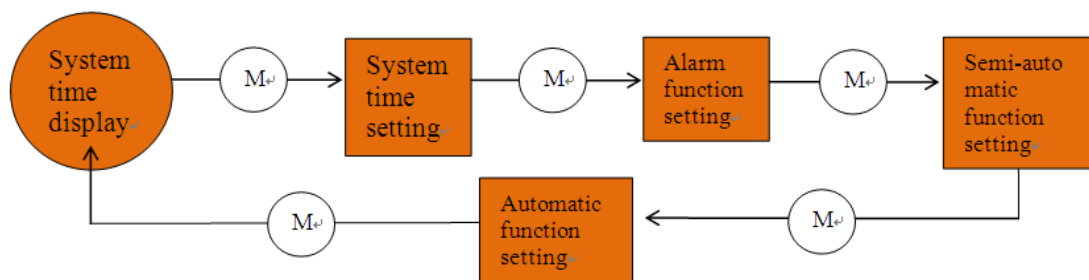 System
time
display
M
System
time
setting
M
Alarm
function
setting
M
Semi-auto
matic
function
setting
M
Automatic
function
setting
M